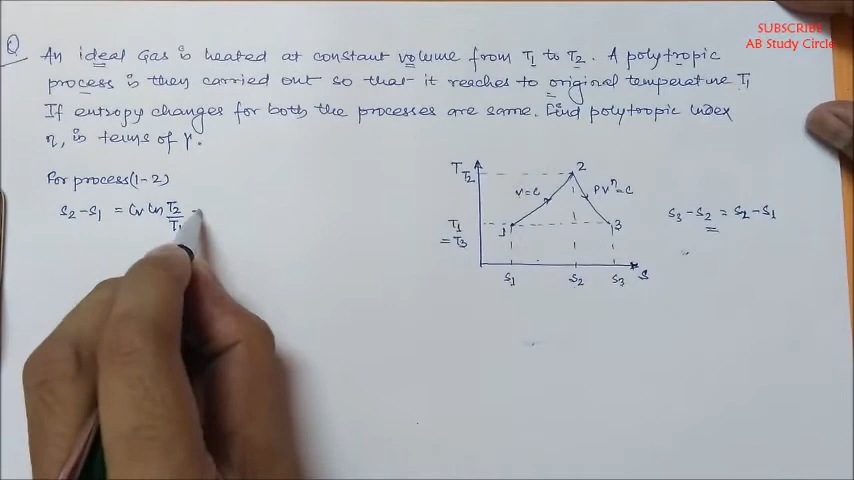 SUBSCRIBE
AB Study Circle
Q
An ideal Gas is heated at constant volume from T1 to T2. A polytropic
process is then carried out so that it reaches to original temperature T1
If entropy changes for both the processes are same. Find polytropic index
n, in terms of γ.
For process(1-2)
S2-S1 = Cv ln T2/T1 -
T
T2
T1
= T3
1
2
3
V=C
PV^n=C
S1
S2
S3
S
S3-S2 = S2-S1